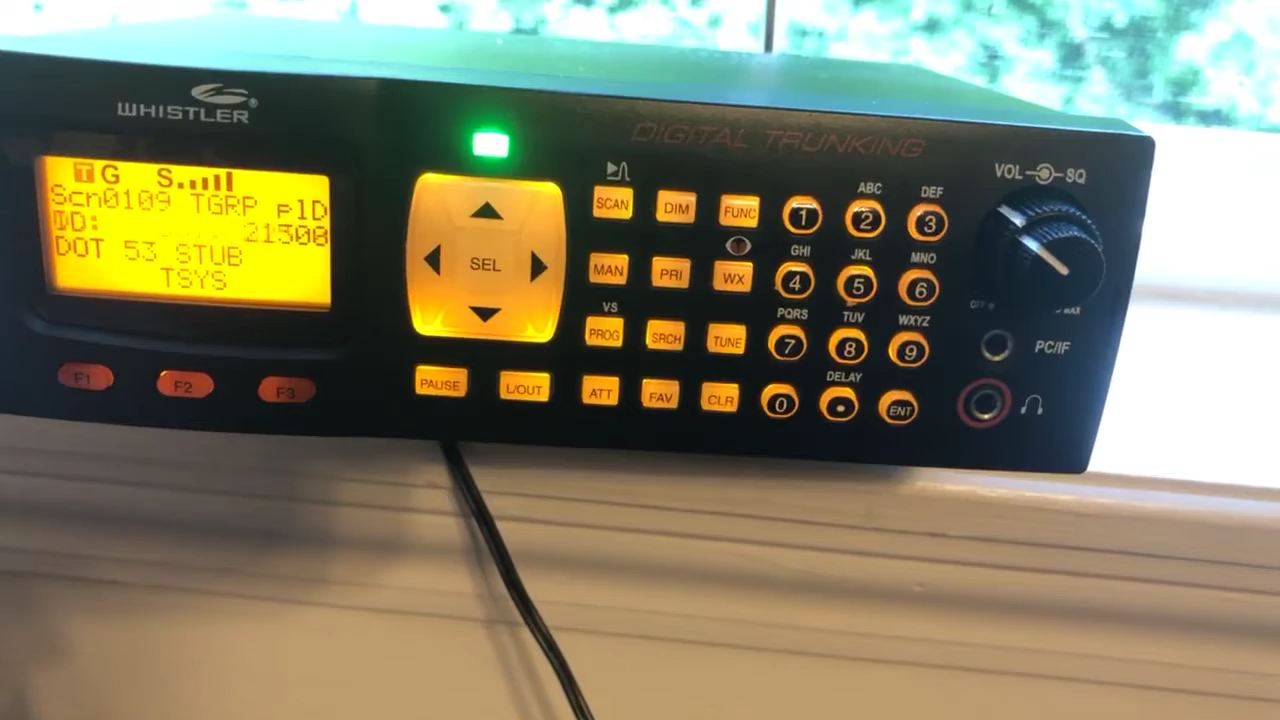 WHISTLER®
DIGITAL TRUNKING
T G S
Scn0109 TGRP p1D
ID: 21300
DOT 53 STUB
TSYS
F1 F2 F3
SEL
PAUSE L/OUT
SCAN DIM FUNC
MAN PRI WX
VS
PROG SRCH TUNE
ATT FAV CLR
ABC DEF
1 2 3
GHI JKL MNO
4 5 6
PQRS TUV WXYZ
7 8 9
DELAY
0 • ENT
VOL SQ
OFF MAX
PC/IF